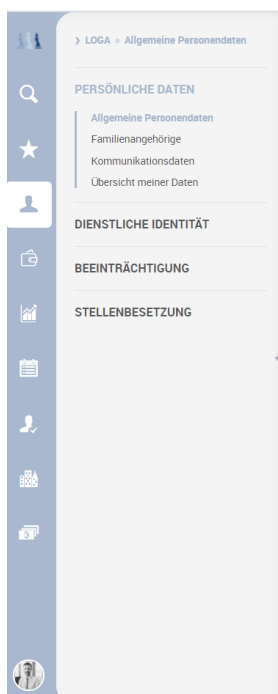 LOGA Allgemeine Personendaten
PERSÖNLICHE DATEN
Allgemeine Personendaten
Familienangehörige
Kommunikationsdaten
Übersicht meiner Daten
DIENSTLICHE IDENTITÄT
BEEINTRÄCHTIGUNG
STELLENBESETZUNG